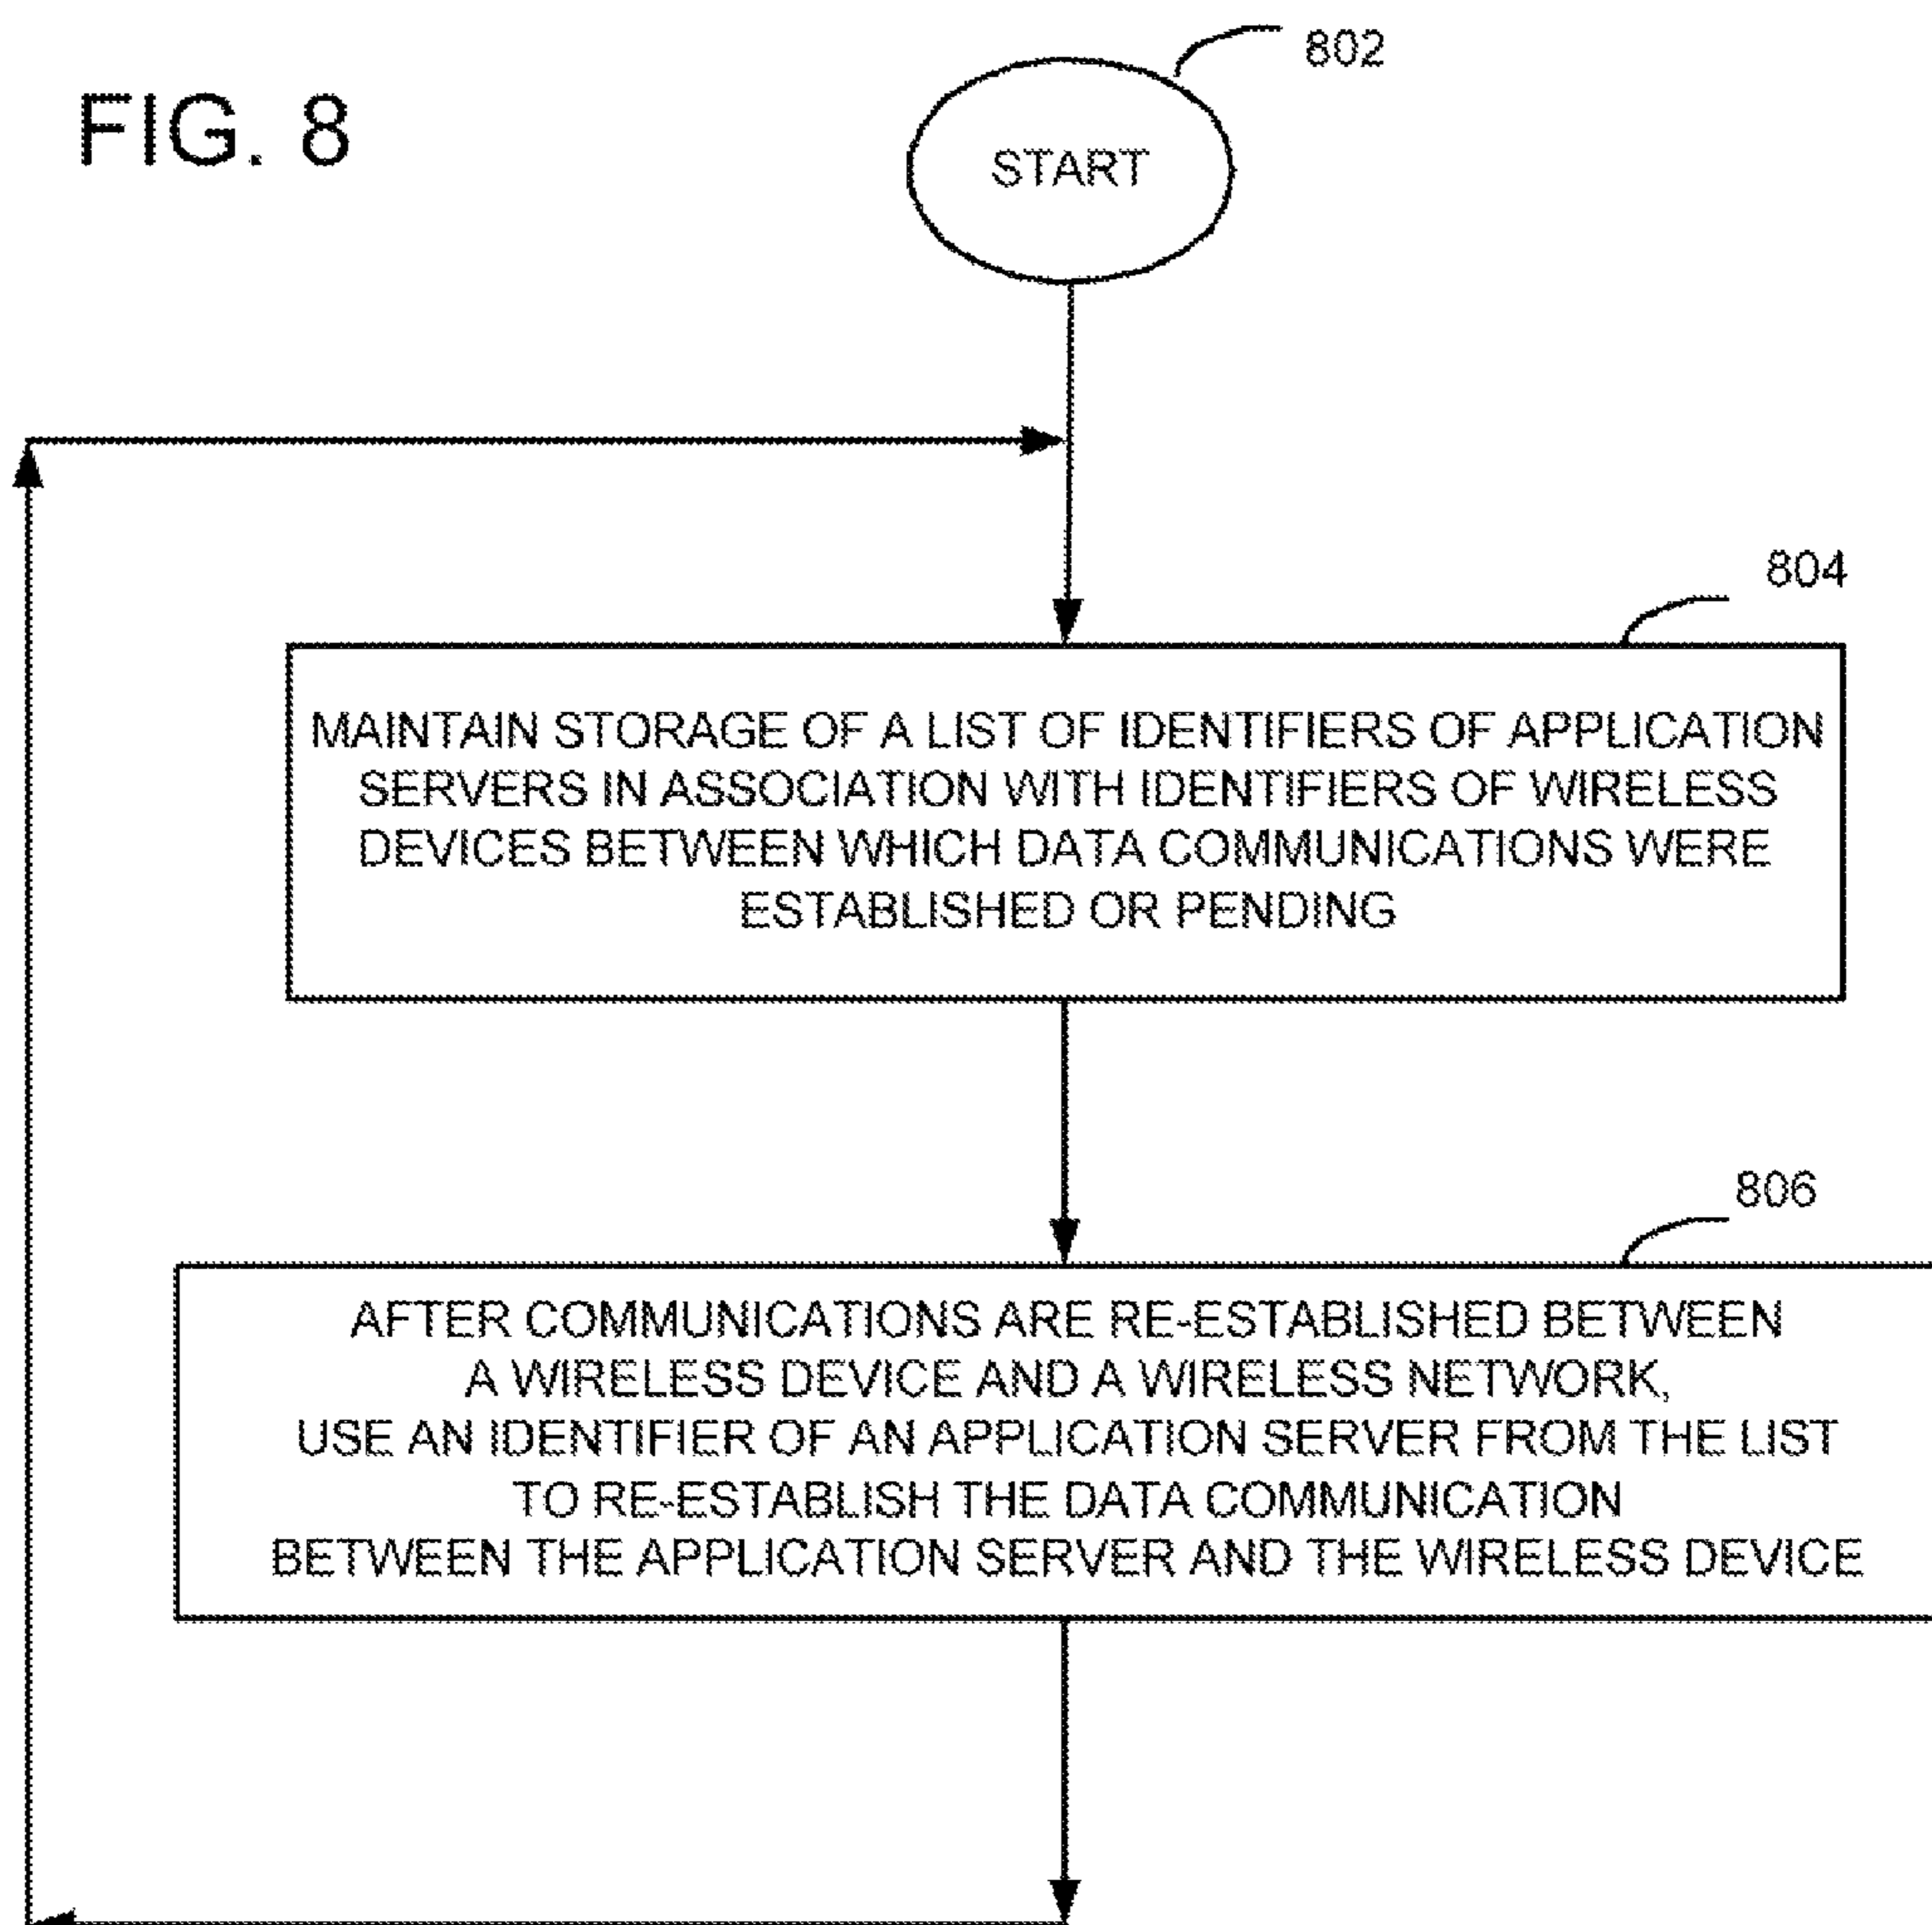 FIG. 8
802
START
804
MAINTAIN STORAGE OF A LIST OF IDENTIFIERS OF APPLICATION
SERVERS IN ASSOCIATION WITH IDENTIFIERS OF WIRELESS
DEVICES BETWEEN WHICH DATA COMMUNICATIONS WERE
ESTABLISHED OR PENDING
806
AFTER COMMUNICATIONS ARE RE-ESTABLISHED BETWEEN
A WIRELESS DEVICE AND A WIRELESS NETWORK,
USE AN IDENTIFIER OF AN APPLICATION SERVER FROM THE LIST
TO RE-ESTABLISH THE DATA COMMUNICATION
BETWEEN THE APPLICATION SERVER AND THE WIRELESS DEVICE